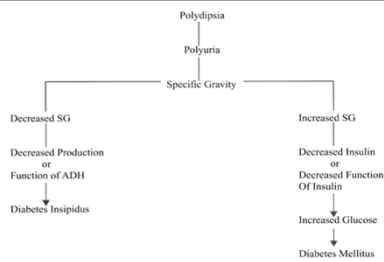 Polydipsia
Polyuria
Specific Gravity
Decreased SG
Decreased Production
or
Function of ADH
Diabetes Insipidus
Increased SG
Decreased Insulin
or
Decreased Function
Of Insulin
Increased Glucose
Diabetes Mellitus